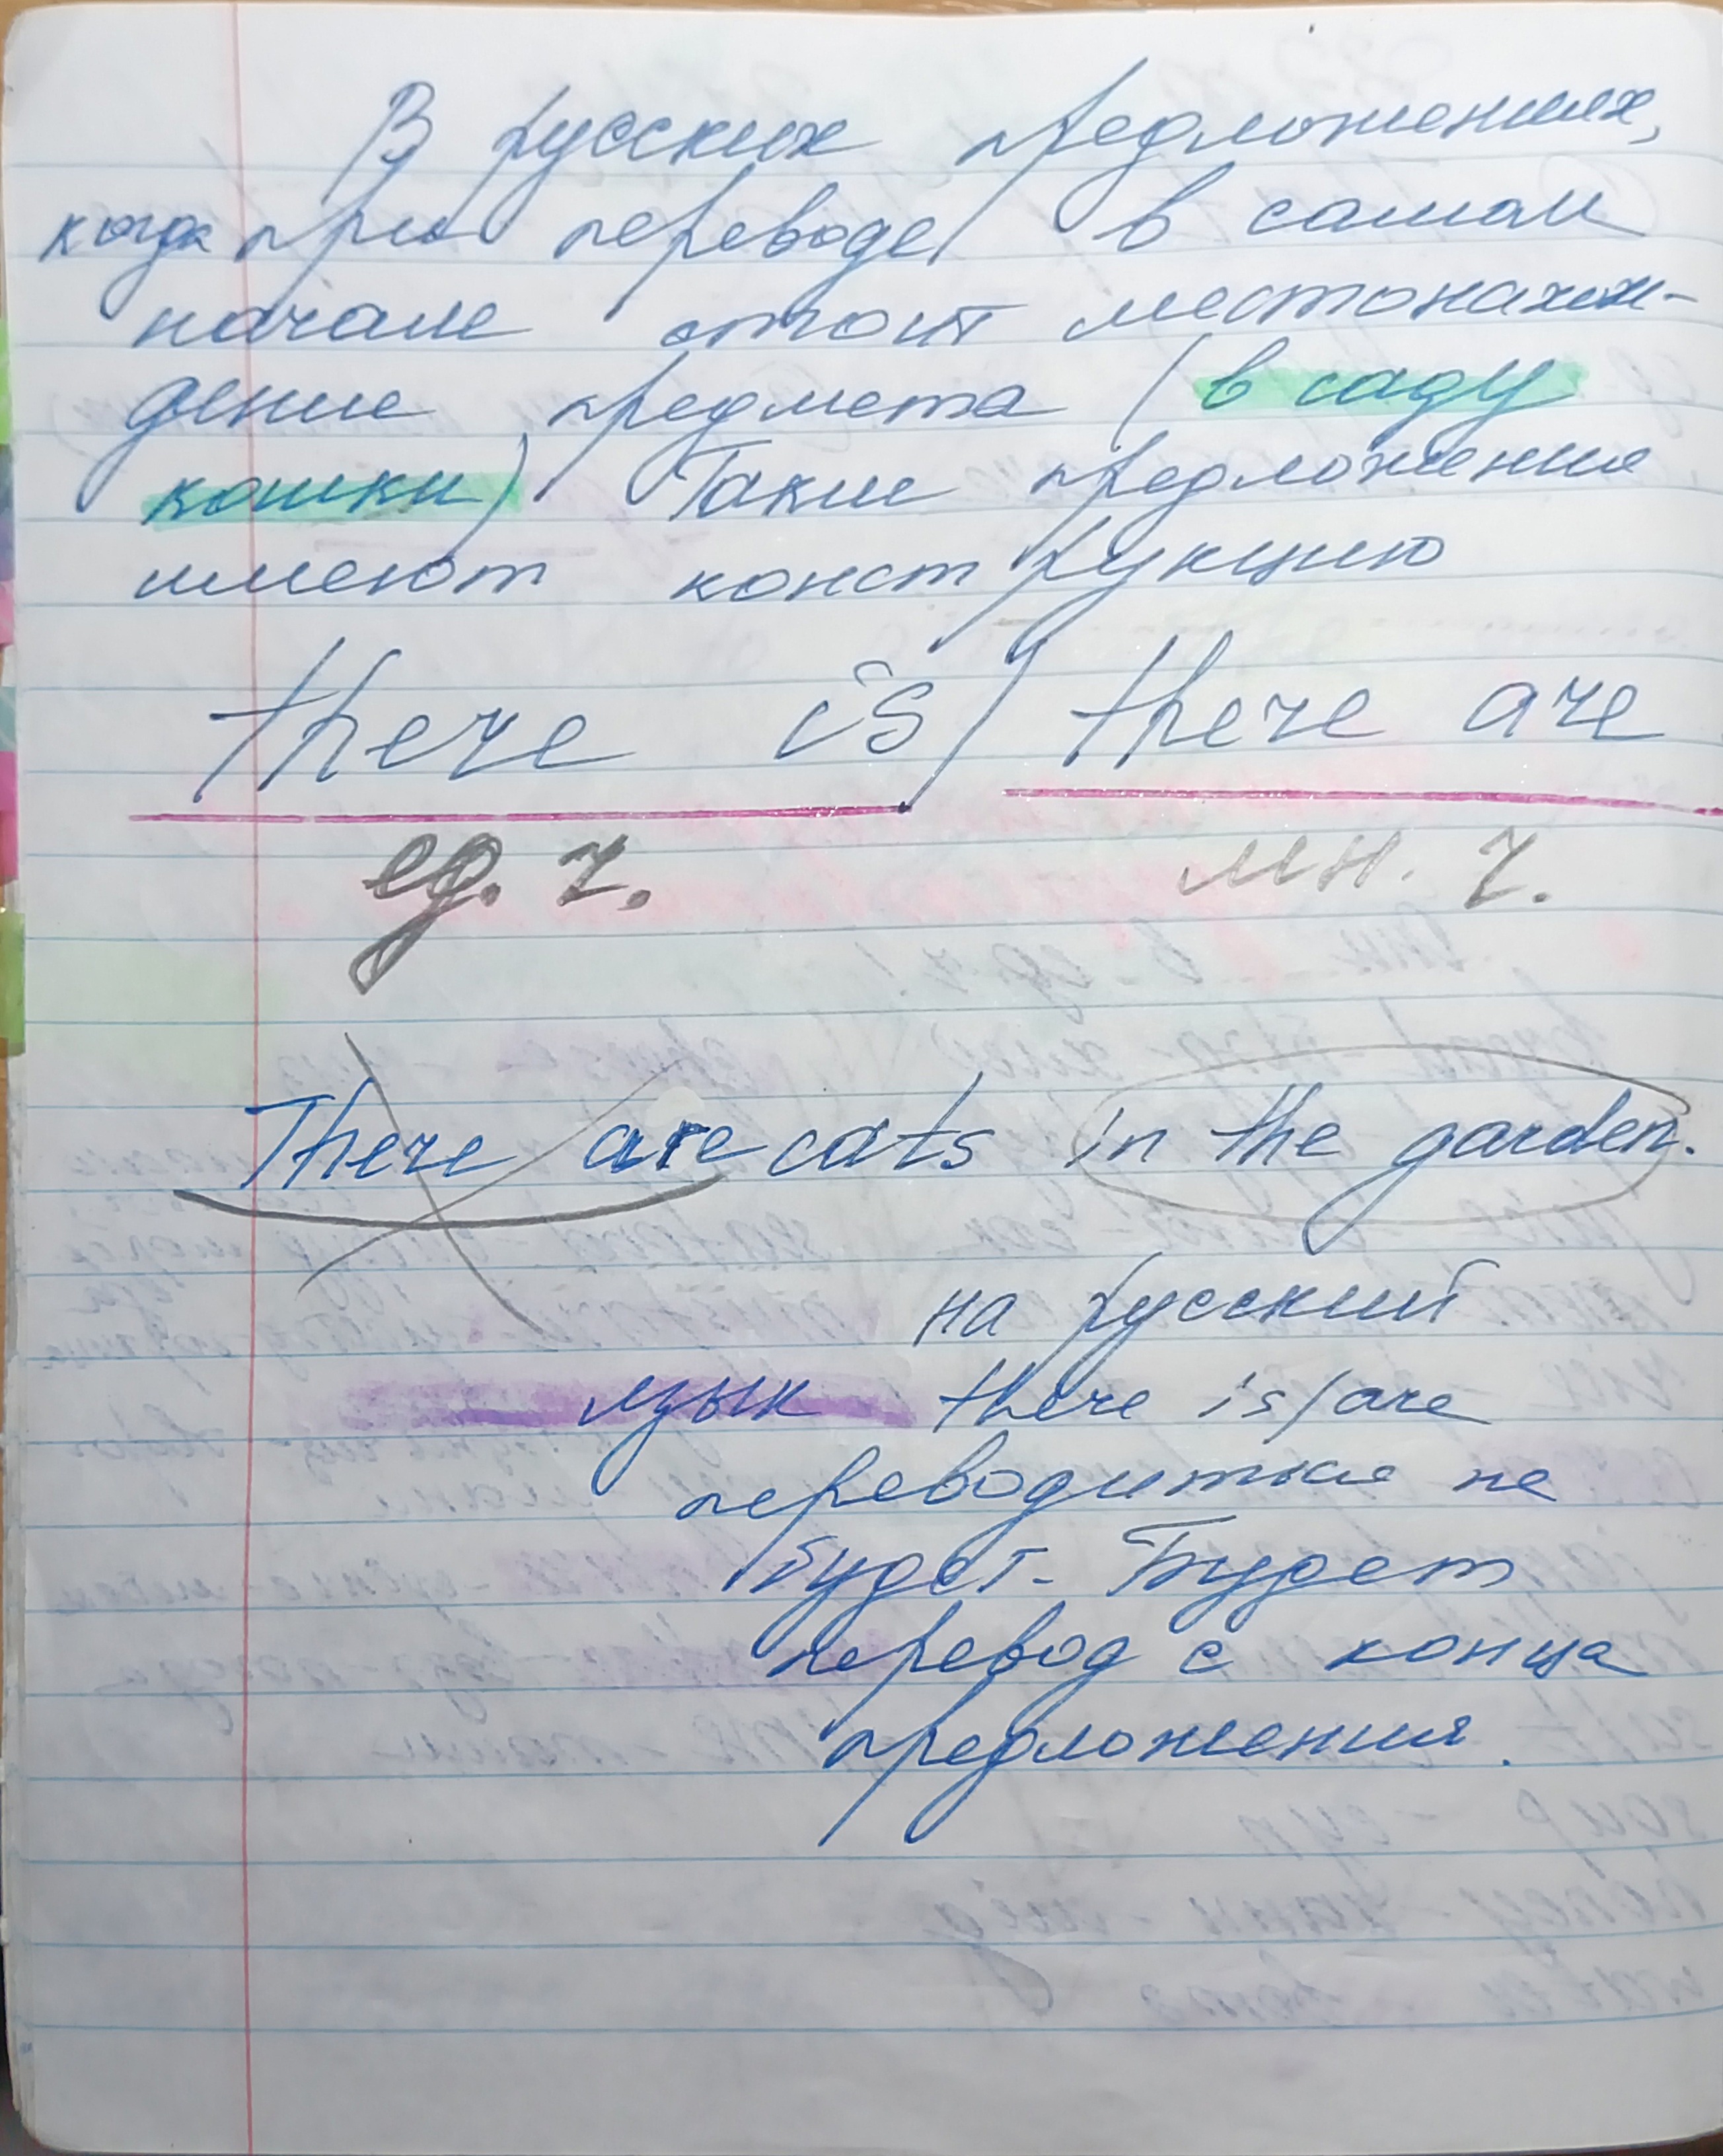 В русских предложениях,
когда при переводе в самом
начале стоит местонахож-
дение предмета (в саду
кошки) Такие предложения
имеют конструкцию
there is / there are
ед. ч. мн. ч.
There are cats in the garden.
на русский
язык there is/are
переводиться не
будет. Будет
перевод с конца
предложения.